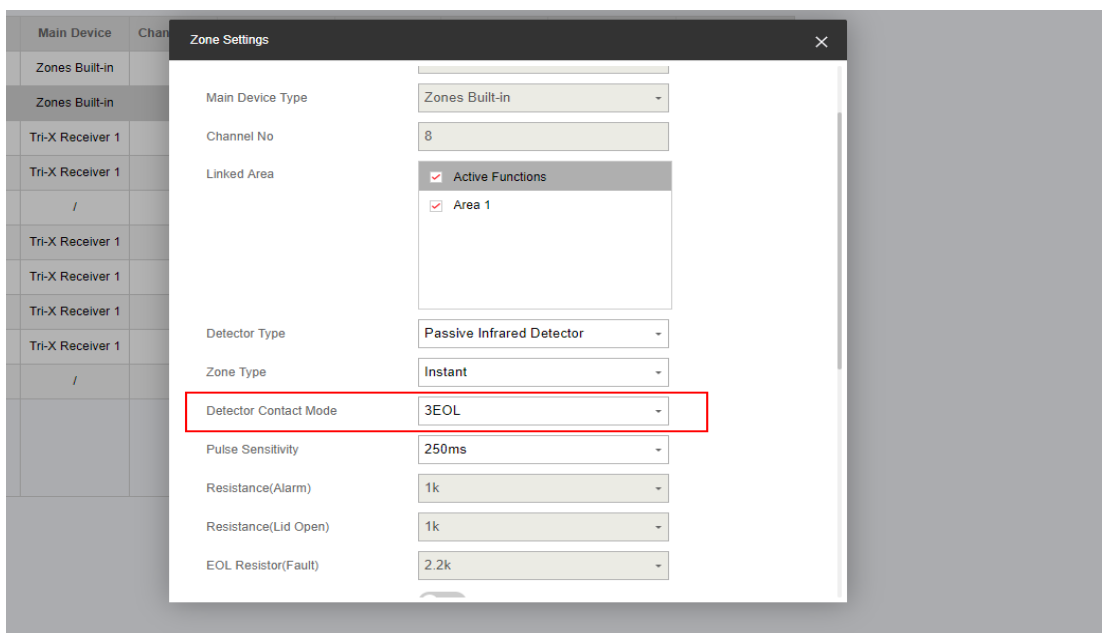 Main Device Chan
Zones Built-in
Zones Built-in
Tri-X Receiver 1
Tri-X Receiver 1
/
Tri-X Receiver 1
Tri-X Receiver 1
Tri-X Receiver 1
Tri-X Receiver 1
/
Zone Settings
Main Device Type Zones Built-in
Channel No 8
Linked Area Active Functions
Area 1
Detector Type Passive Infrared Detector
Zone Type Instant
Detector Contact Mode 3EOL
Pulse Sensitivity 250ms
Resistance(Alarm) 1k
Resistance(Lid Open) 1k
EOL Resistor(Fault) 2.2k